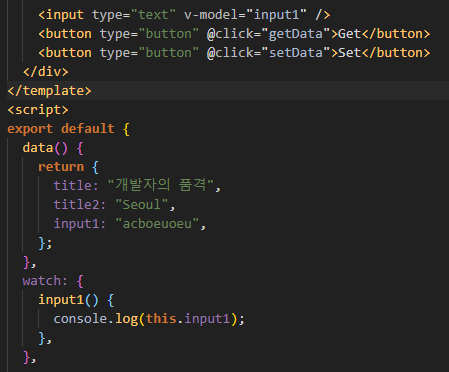 <input type="text" v-model="input1" />
<button type="button" @click="getData">Get</button>
<button type="button" @click="setData">Set</button>
</div>
</template>
<script>
export default {
data() {
return {
title: "개발자의 품격",
title2: "Seoul",
input1: "acboeuoeu",
};
},
watch: {
input1() {
console.log(this.input1);
},
},